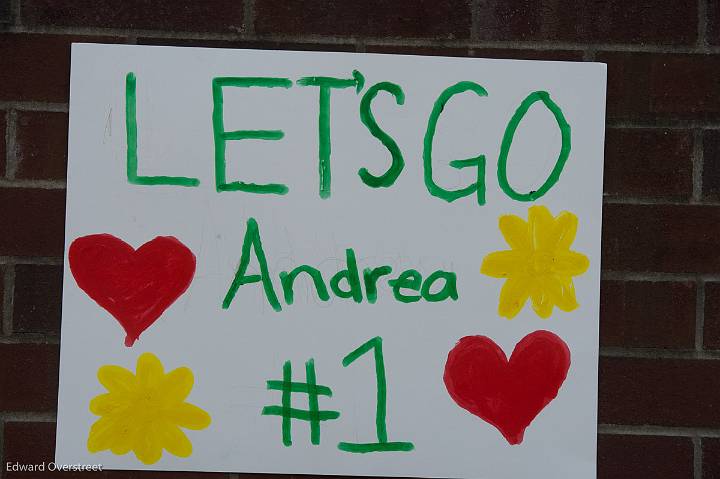 LET'S GO
Andrea
#1
Edward Overstreet